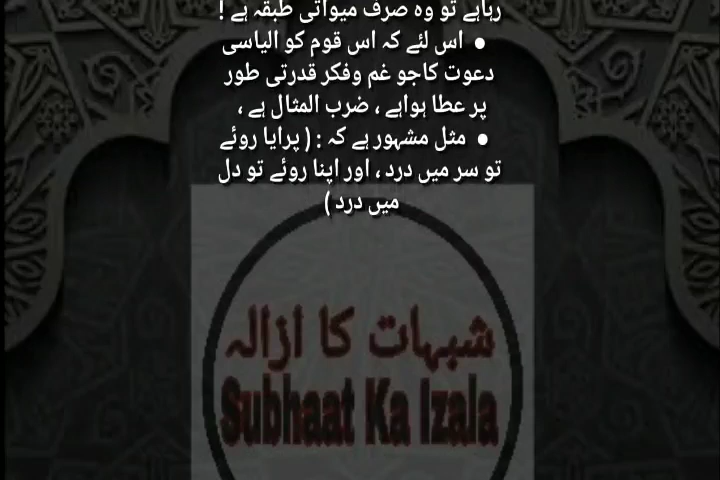 رہاہے تو وہ صرف میواتی طبقہ ہے !
● اس لئے کہ اس قوم کو الیاسی
دعوت کاجو غم وفکر قدرتی طور
پر عطا ہواہے ، ضرب المثال ہے ،
● مثل مشہور ہے کہ : ( پرایا روئے
تو سر میں درد ، اور اپنا روئے تو دل
میں درد )
شبہات کا ازالہ
Subhaat Ka Izala